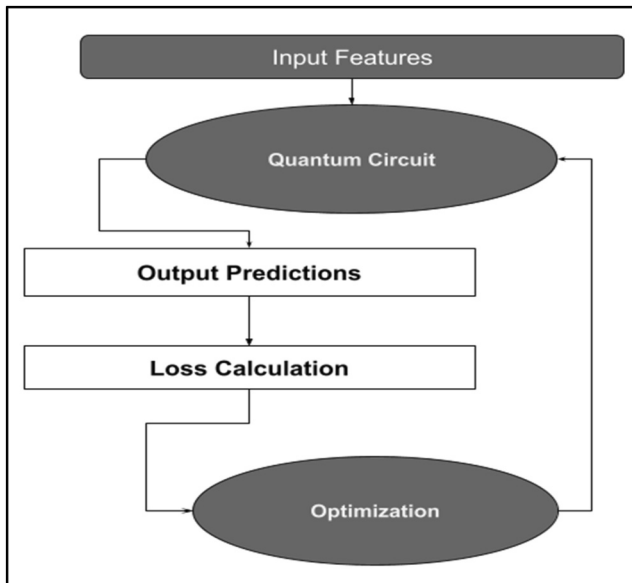 Input Features
Quantum Circuit
Output Predictions
Loss Calculation
Optimization